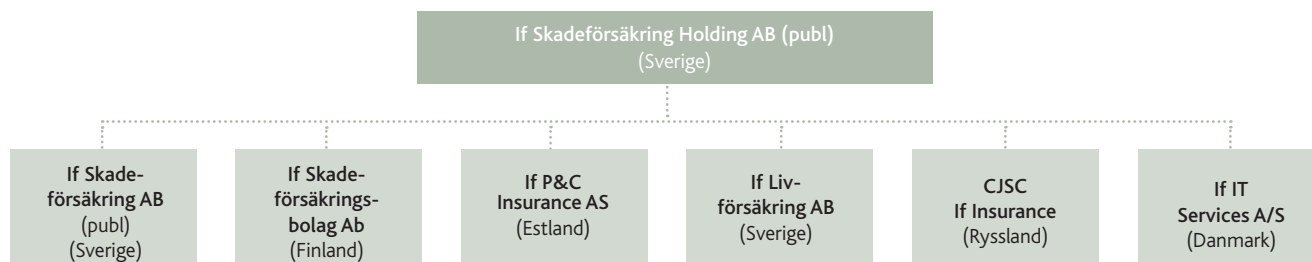 If Skadeförsäkring Holding AB (publ)
(Sverige)
If Skade-
försäkring AB
(publ)
(Sverige)
If Skade-
försäkrings-
bolag Ab
(Finland)
If P&C
Insurance AS
(Estland)
If Liv-
försäkring AB
(Sverige)
CJSC
If Insurance
(Ryssland)
If IT
Services A/S
(Danmark)